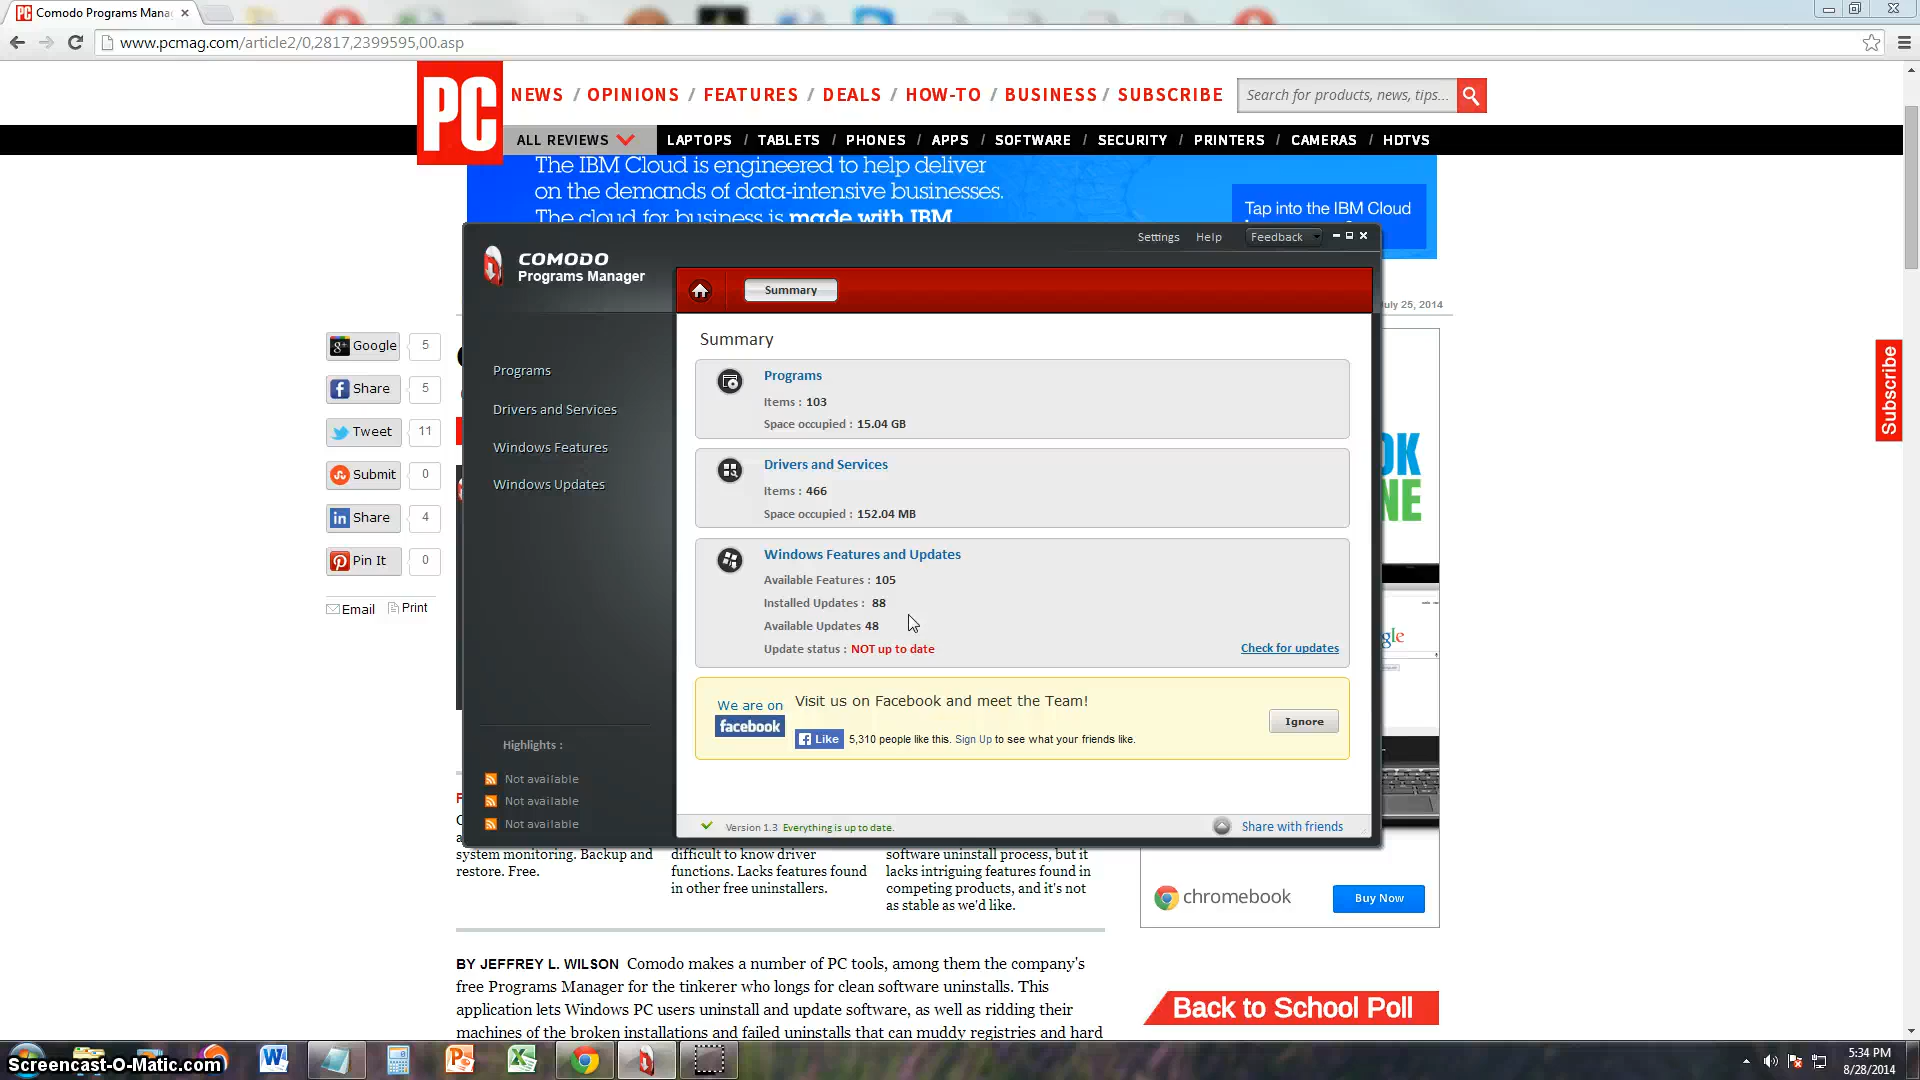 Comodo Programs Mana
www.pcmag.com/article2/0,2817,2399595,00.asp
PC
NEWS / OPINIONS / FEATURES / DEALS / HOW-TO / BUSINESS / SUBSCRIBE
Search for products, news, tips...
ALL REVIEWS
LAPTOPS / TABLETS / PHONES / APPS / SOFTWARE / SECURITY / PRINTERS / CAMERAS / HDTVS
The IBM Cloud is engineered to help deliver
on the demands of data-intensive businesses.
The cloud for business is made with IBM
Tap into the IBM Cloud
COMODO
Programs Manager
Settings
Help
Feedback
Summary
uly 25, 2014
Google 5
Share 5
Tweet 11
Submit 0
Share 4
Pin It 0
Email
Print
Programs
Drivers and Services
Windows Features
Windows Updates
Highlights :
Not available
Not available
Not available
Summary
Programs
Items : 103
Space occupied : 15.04 GB
Drivers and Services
Items : 466
Space occupied : 152.04 MB
Windows Features and Updates
Available Features : 105
Installed Updates : 88
Available Updates 48
Update status : NOT up to date
Check for updates
We are on
facebook
Visit us on Facebook and meet the Team!
Like
5,310 people like this. Sign Up to see what your friends like.
Ignore
Version 1.3 Everything is up to date.
Share with friends
Subscribe
OK
NE
gle
system monitoring. Backup and
restore. Free.
difficult to know driver
functions. Lacks features found
in other free uninstallers.
software uninstall process, but it
lacks intriguing features found in
competing products, and it's not
as stable as we'd like.
chromebook
Buy Now
BY JEFFREY L. WILSON Comodo makes a number of PC tools, among them the company's
free Programs Manager for the tinkerer who longs for clean software uninstalls. This
application lets Windows PC users uninstall and update software, as well as ridding their
machines of the broken installations and failed uninstalls that can muddy registries and hard
Back to School Poll
Screencast-O-Matic.com
5:34 PM
8/28/2014